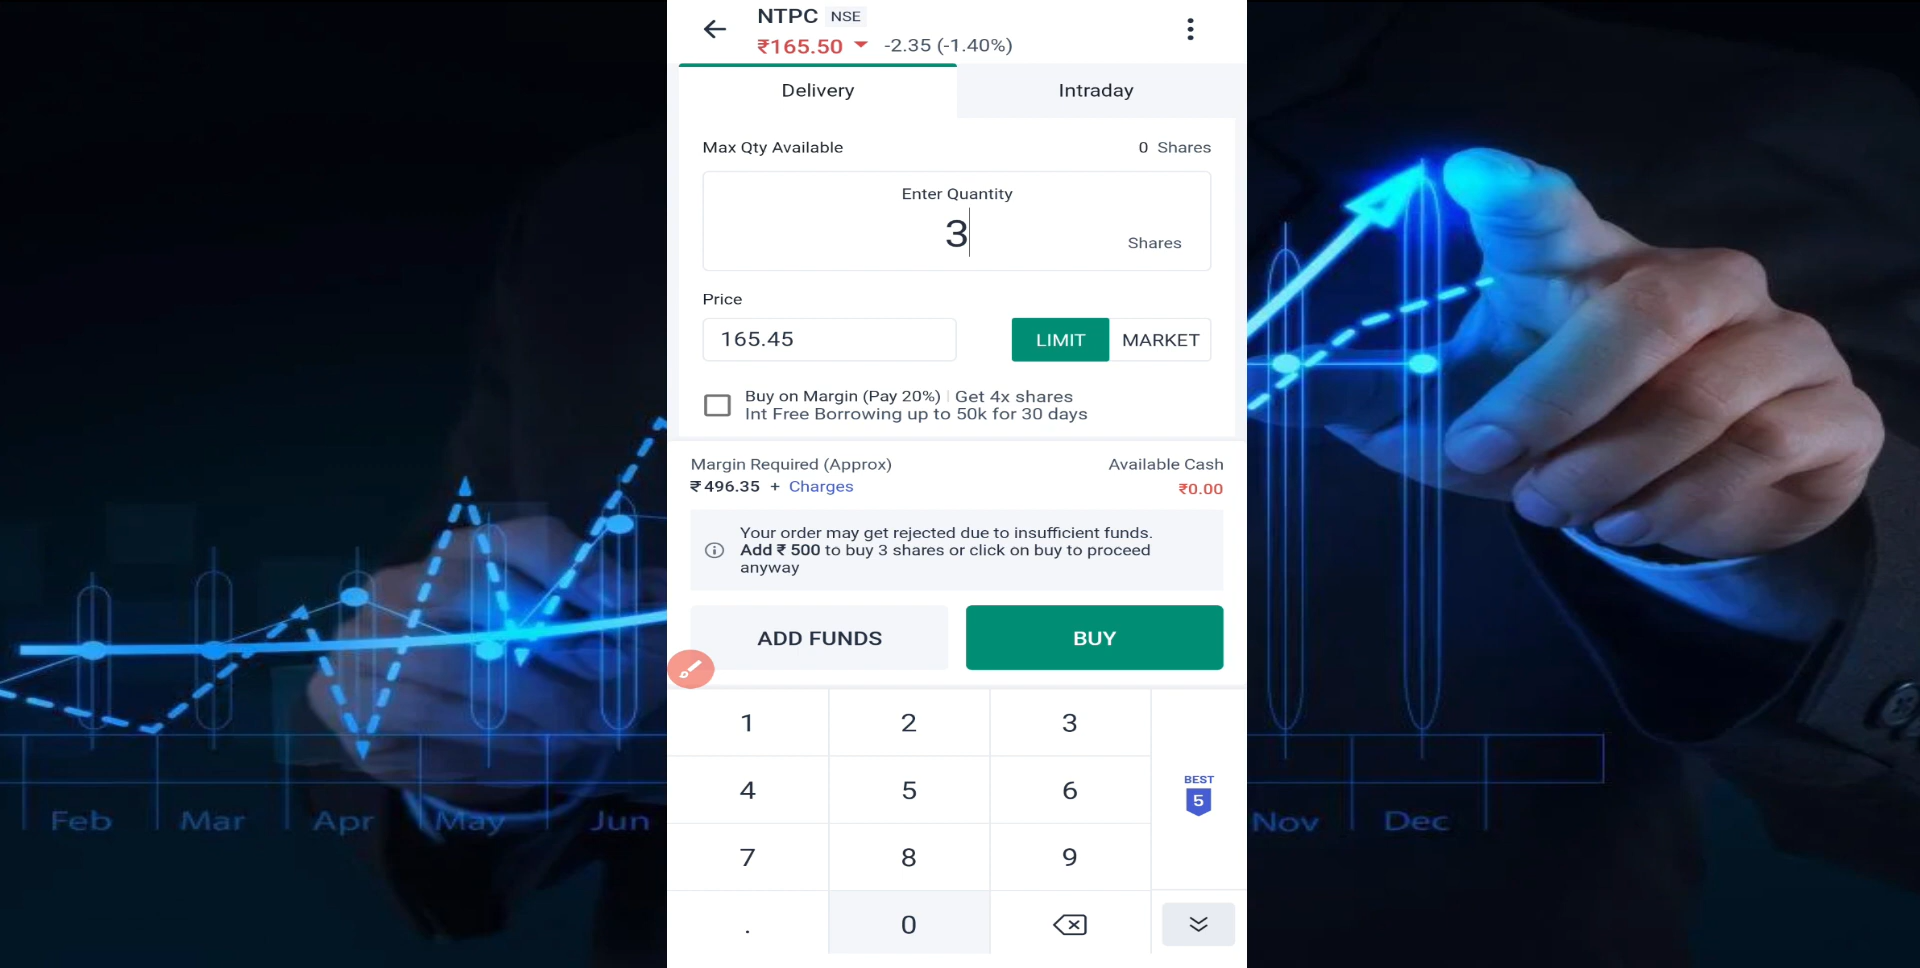 NTPC NSE
₹165.50 -2.35 (-1.40%)
Delivery Intraday
Max Qty Available 0 Shares
Enter Quantity
3
Shares
Price
165.45 LIMIT MARKET
Buy on Margin (Pay 20%) | Get 4x shares
Int Free Borrowing up to 50k for 30 days
Margin Required (Approx) Available Cash
₹496.35 + Charges ₹0.00
Your order may get rejected due to insufficient funds.
Add ₹ 500 to buy 3 shares or click on buy to proceed
anyway
ADD FUNDS BUY
1 2 3
BEST
4 5 6 5
7 8 9
. 0
Feb Mar Apr May Jun Nov Dec